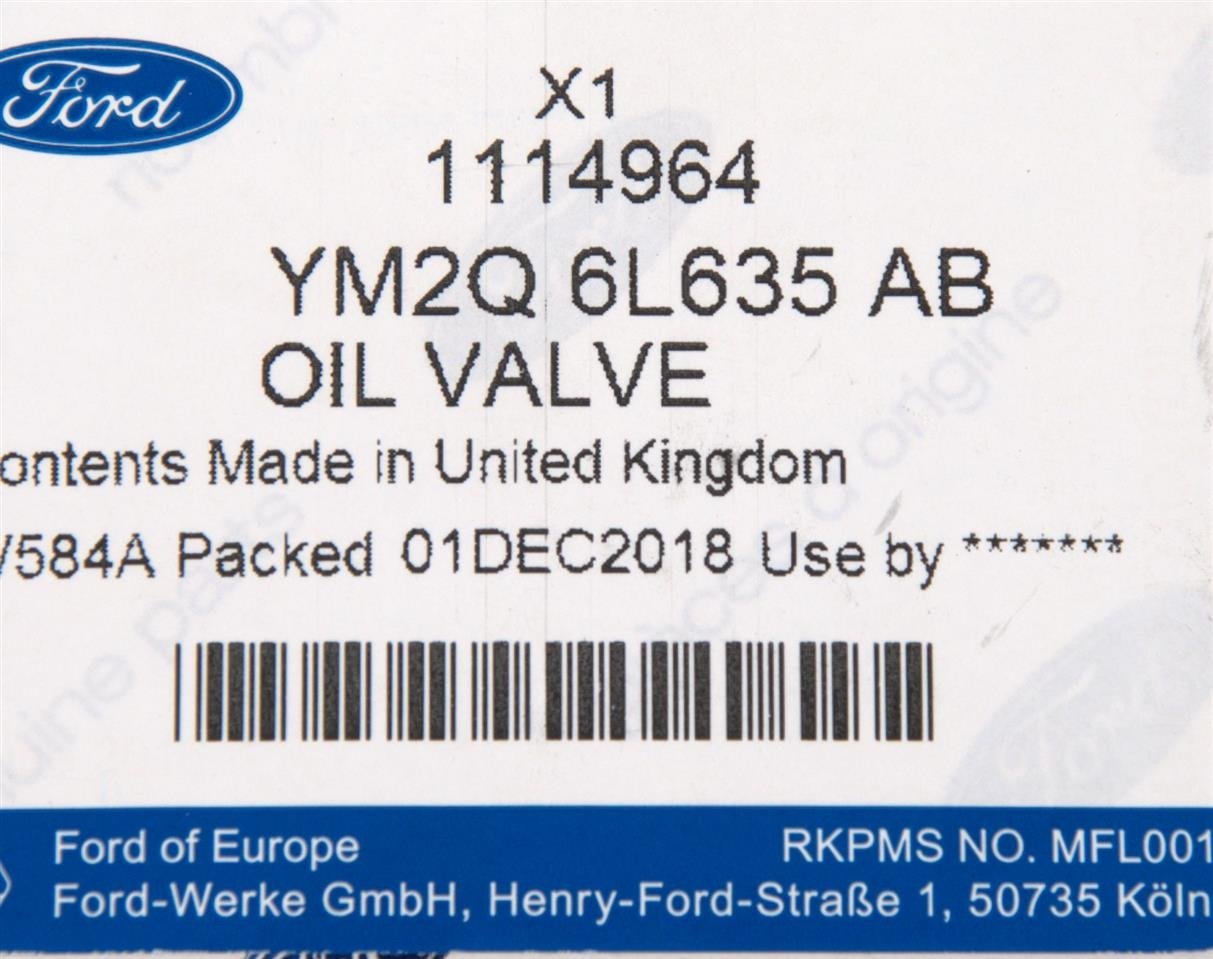 Ford
X1
1114964
YM2Q 6L635 AB
OIL VALVE
ontents Made in United Kingdom
/584A Packed 01DEC2018 Use by *******
Ford of Europe
RKPMS NO. MFL001
Ford-Werke GmbH, Henry-Ford-Straße 1, 50735 Köln